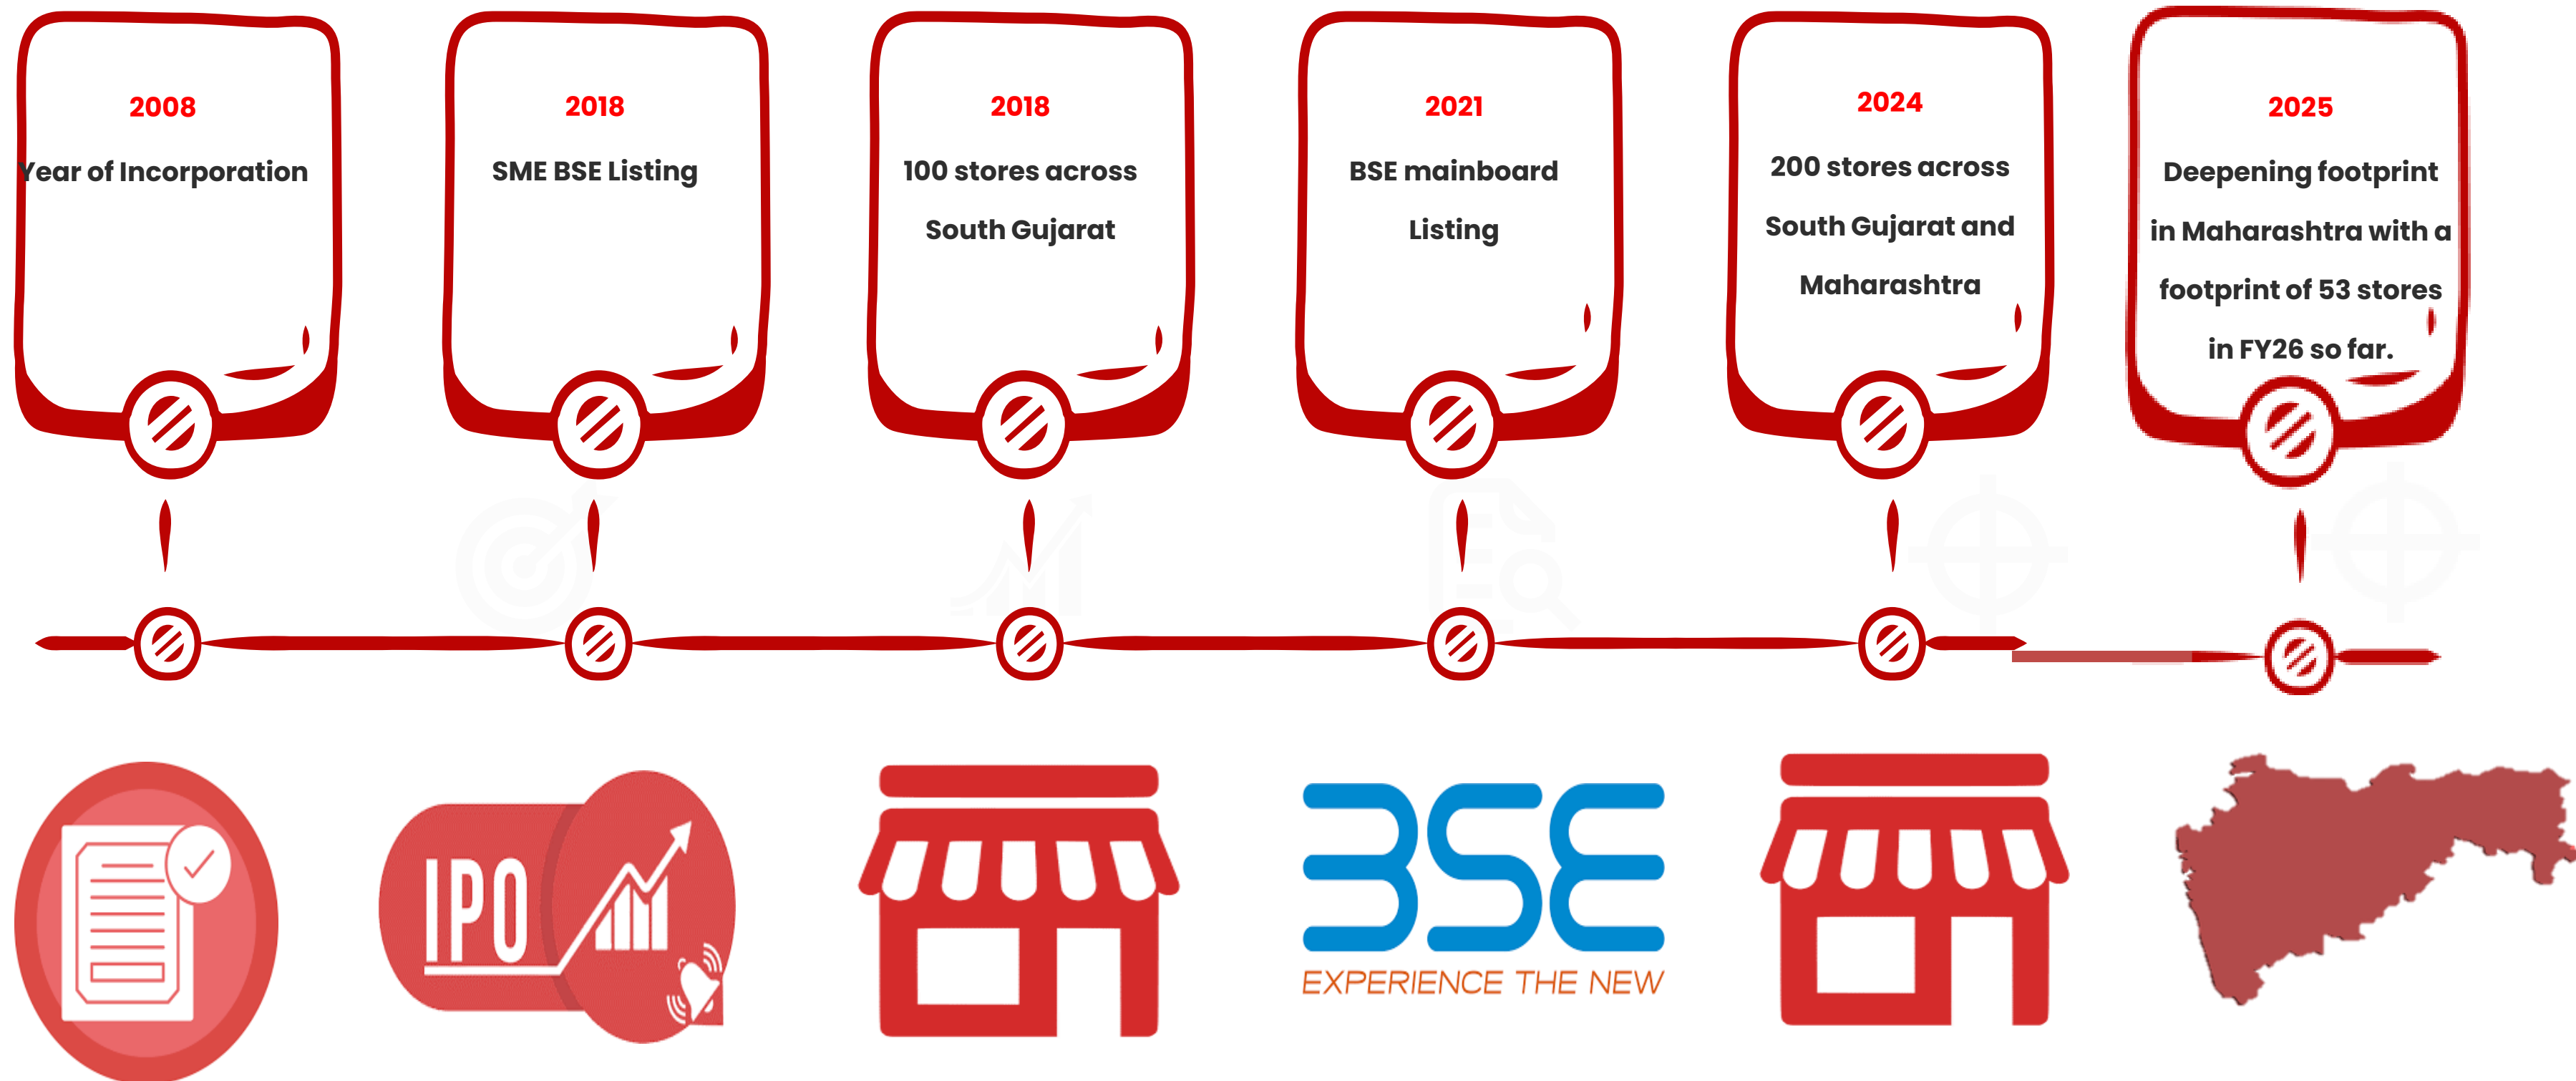 2008
Year of Incorporation
2018
SME BSE Listing
2018
100 stores across
South Gujarat
2021
BSE mainboard
Listing
2024
200 stores across
South Gujarat and
Maharashtra
2025
Deepening footprint
in Maharashtra with a
footprint of 53 stores
in FY26 so far.
IPO
BSE
EXPERIENCE THE NEW